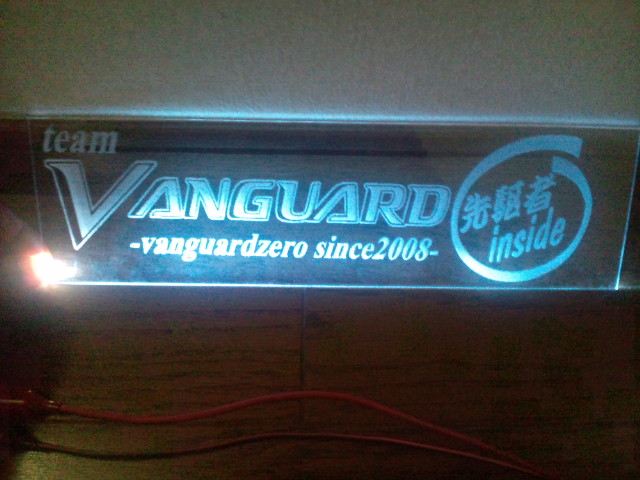 team
VANGUARD
-vanguardzero since2008-
先駆者
inside